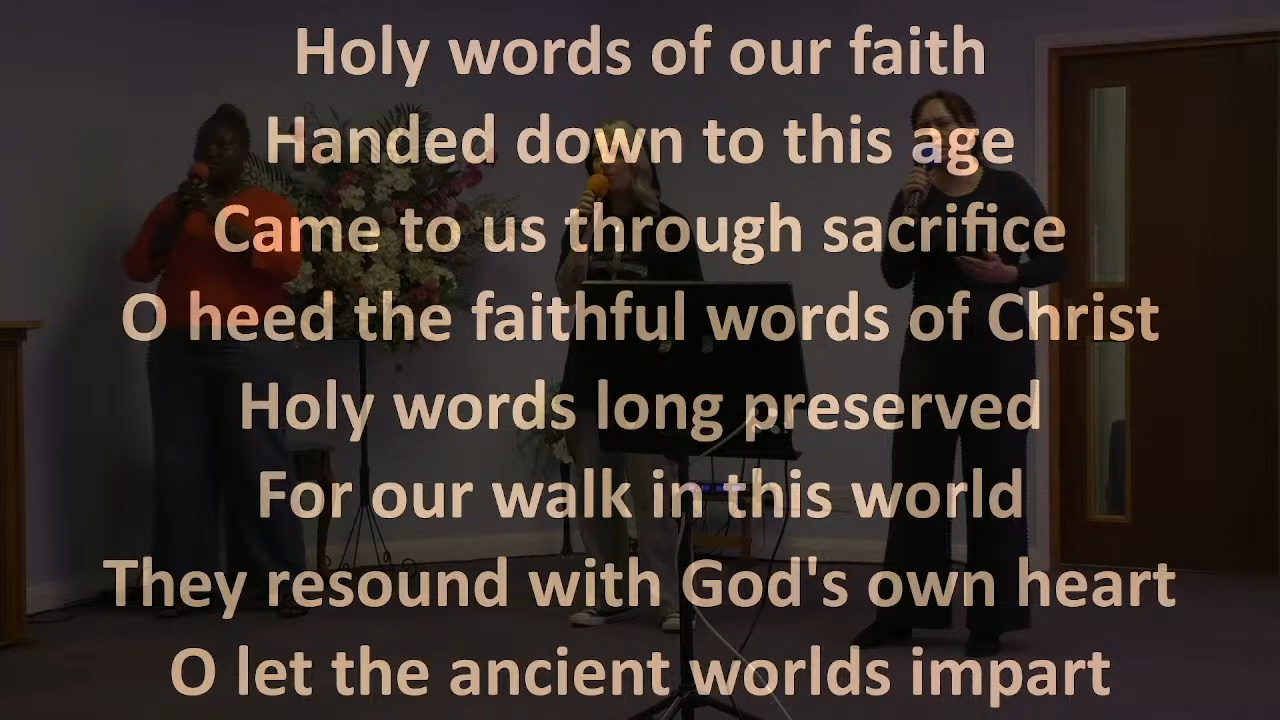 Holy words of our faith
Handed down to this age
Came to us through sacrifice
O heed the faithful words of Christ
Holy words long preserved
For our walk in this world
They resound with God's own heart
O let the ancient worlds impart